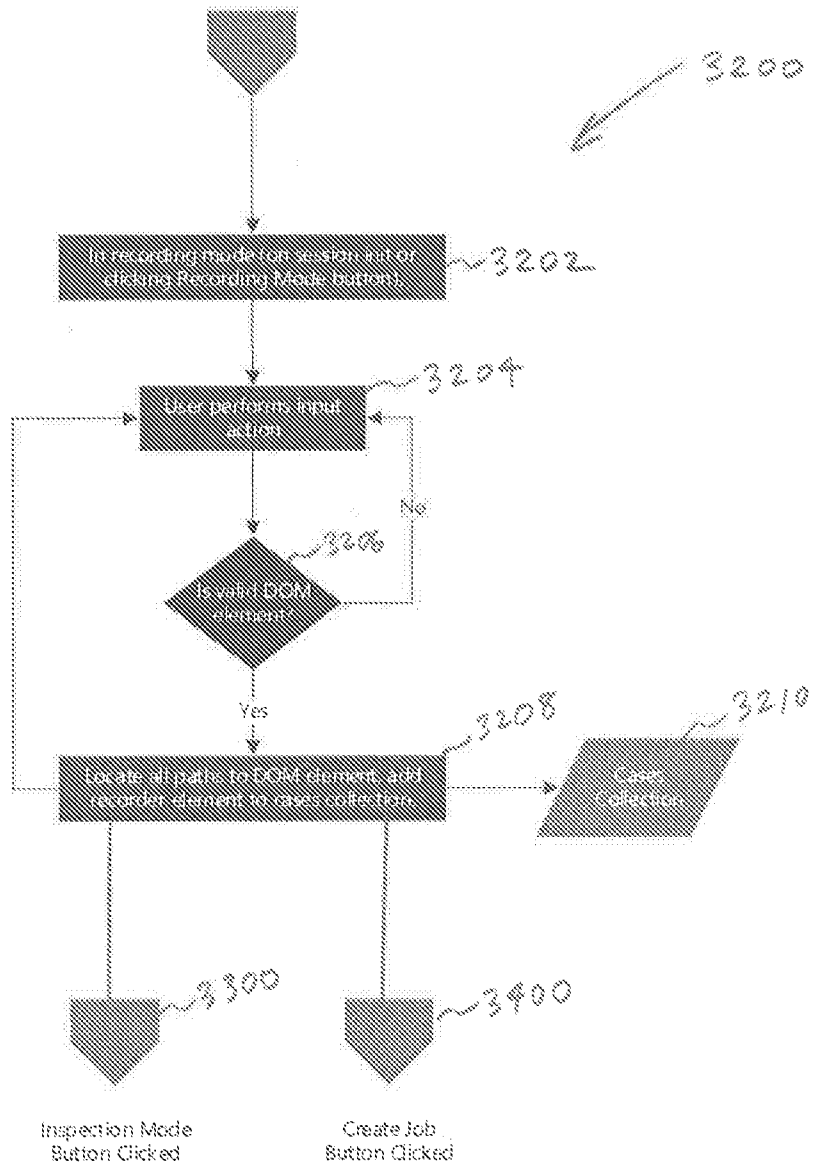 3200
In recording mode (on session init or
clicking Recording Mode button).
3202
3204
User performs input
action
No
3206
Is valid DOM
element?
Yes
3208
3210
Locate all paths to DOM element, add
recorder element to cases collection
Cases
Collection
3300
3400
Inspection Mode
Button Clicked
Create Job
Button Clicked